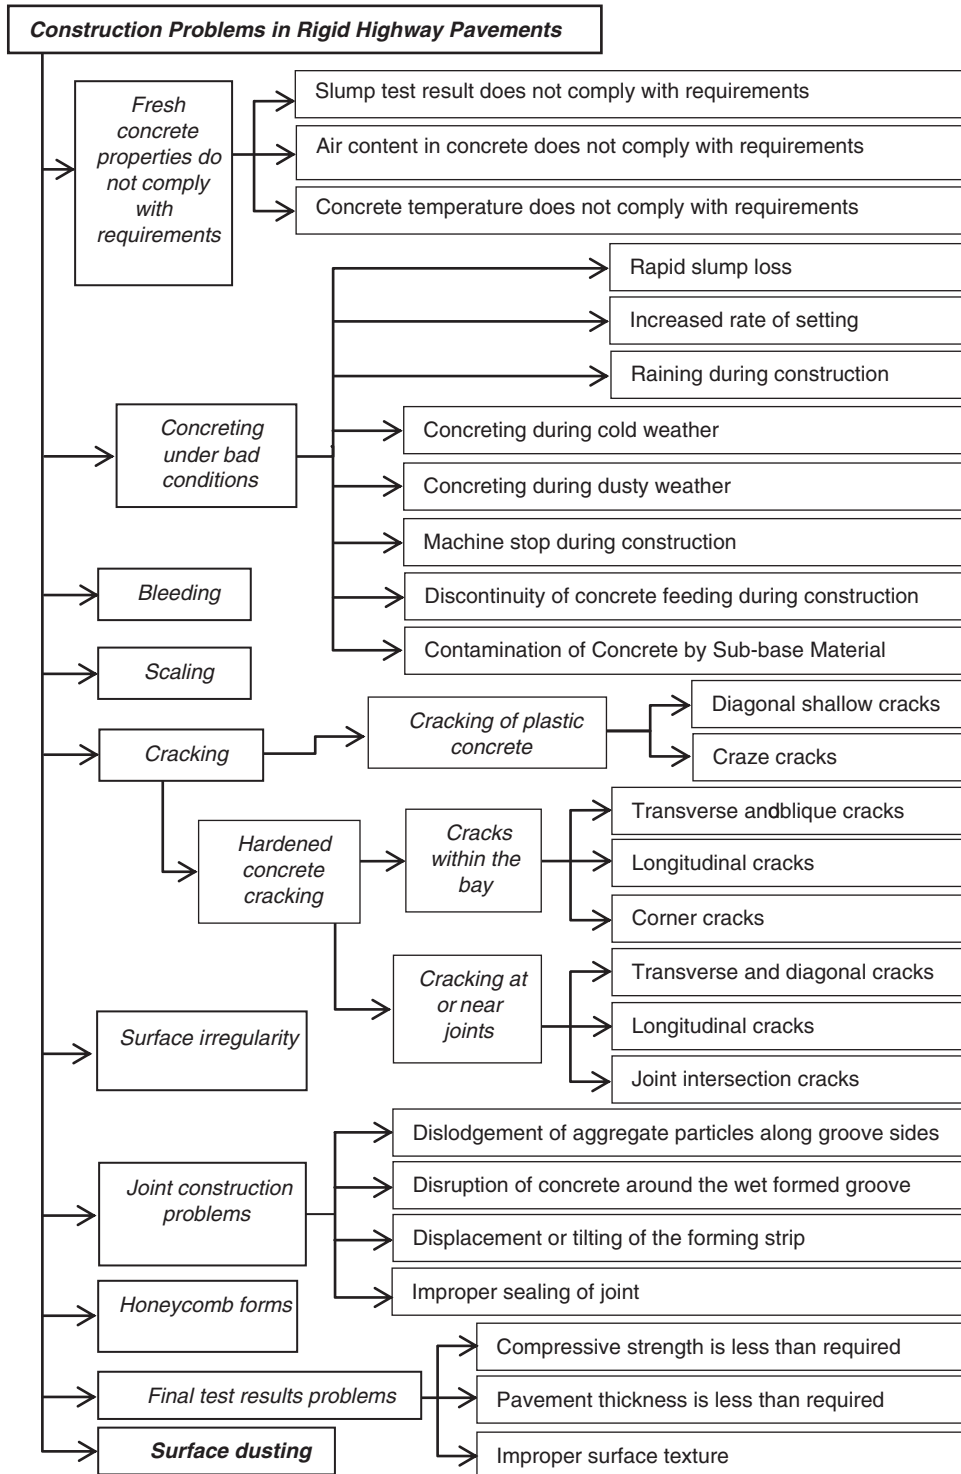 Construction Problems in Rigid Highway Pavements
Fresh
concrete
properties do
not comply
with
requirements
Slump test result does not comply with requirements
Air content in concrete does not comply with requirements
Concrete temperature does not comply with requirements
Concreting
under bad
conditions
Rapid slump loss
Increased rate of setting
Raining during construction
Concreting during cold weather
Concreting during dusty weather
Machine stop during construction
Discontinuity of concrete feeding during construction
Contamination of Concrete by Sub-base Material
Bleeding
Scaling
Cracking
Cracking of plastic
concrete
Diagonal shallow cracks
Craze cracks
Hardened
concrete
cracking
Cracks
within the
bay
Transverse andoblique cracks
Longitudinal cracks
Corner cracks
Cracking at
or near
joints
Transverse and diagonal cracks
Longitudinal cracks
Joint intersection cracks
Surface irregularity
Joint construction
problems
Dislodgement of aggregate particles along groove sides
Disruption of concrete around the wet formed groove
Displacement or tilting of the forming strip
Improper sealing of joint
Honeycomb forms
Final test results problems
Compressive strength is less than required
Pavement thickness is less than required
Improper surface texture
Surface dusting